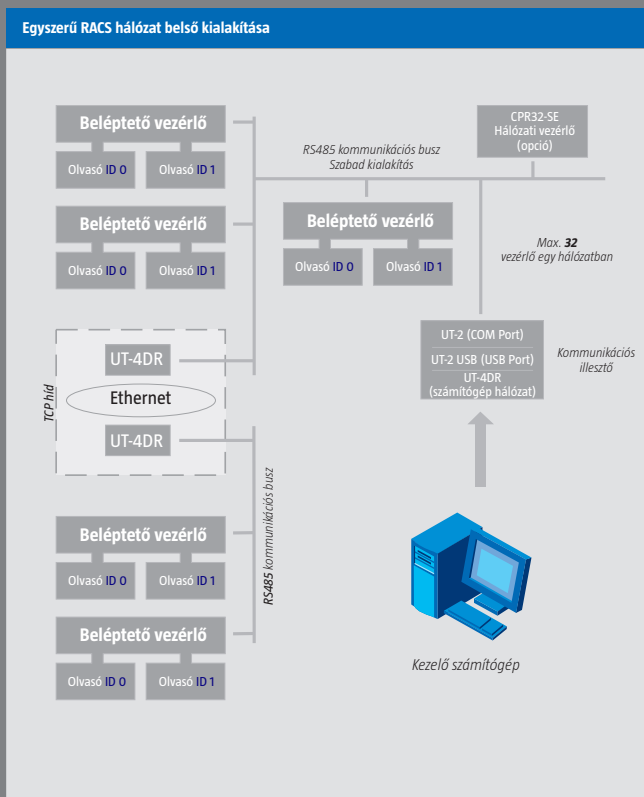 Egyszerű RACS hálózat belső kialakítása
Beléptető vezérlő
Olvasó ID 0
Olvasó ID 1
CPR32-SE
Hálózati vezérlő
(opció)
RS485 kommunikációs busz
Szabad kialakítás
Beléptető vezérlő
Olvasó ID 0
Olvasó ID 1
Beléptető vezérlő
Olvasó ID 0
Olvasó ID 1
Max. 32
vezérlő egy hálózatban
UT-2 (COM Port)
UT-2 USB (USB Port)
UT-4DR
(számítógép hálózat)
Kommunikációs
illesztő
TCP híd
UT-4DR
Ethernet
UT-4DR
RS485 kommunikációs busz
Beléptető vezérlő
Olvasó ID 0
Olvasó ID 1
Beléptető vezérlő
Olvasó ID 0
Olvasó ID 1
Kezelő számítógép